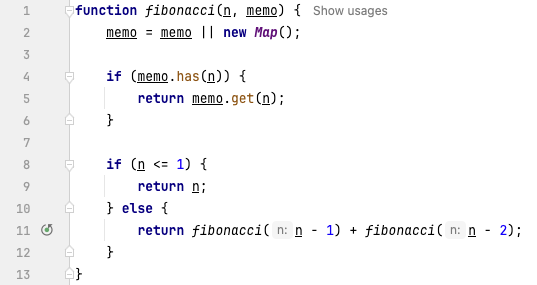 1 function fibonacci(n, memo) { Show usages
2 memo = memo || new Map();
3
4 if (memo.has(n)) {
5 return memo.get(n);
6 }
7
8 if (n <= 1) {
9 return n;
10 } else {
11 return fibonacci( n: n - 1) + fibonacci( n: n - 2);
12 }
13 }